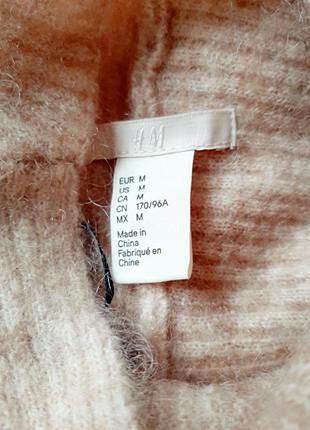 H&M
EUR M
US M
CA M
CN 170/96A
MX M
Made in
China
Fabriqué en
Chine